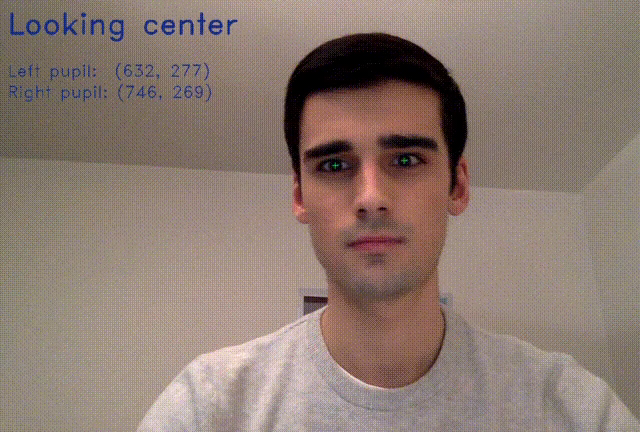 Looking center
Left pupil: (632, 277)
Right pupil: (746, 269)